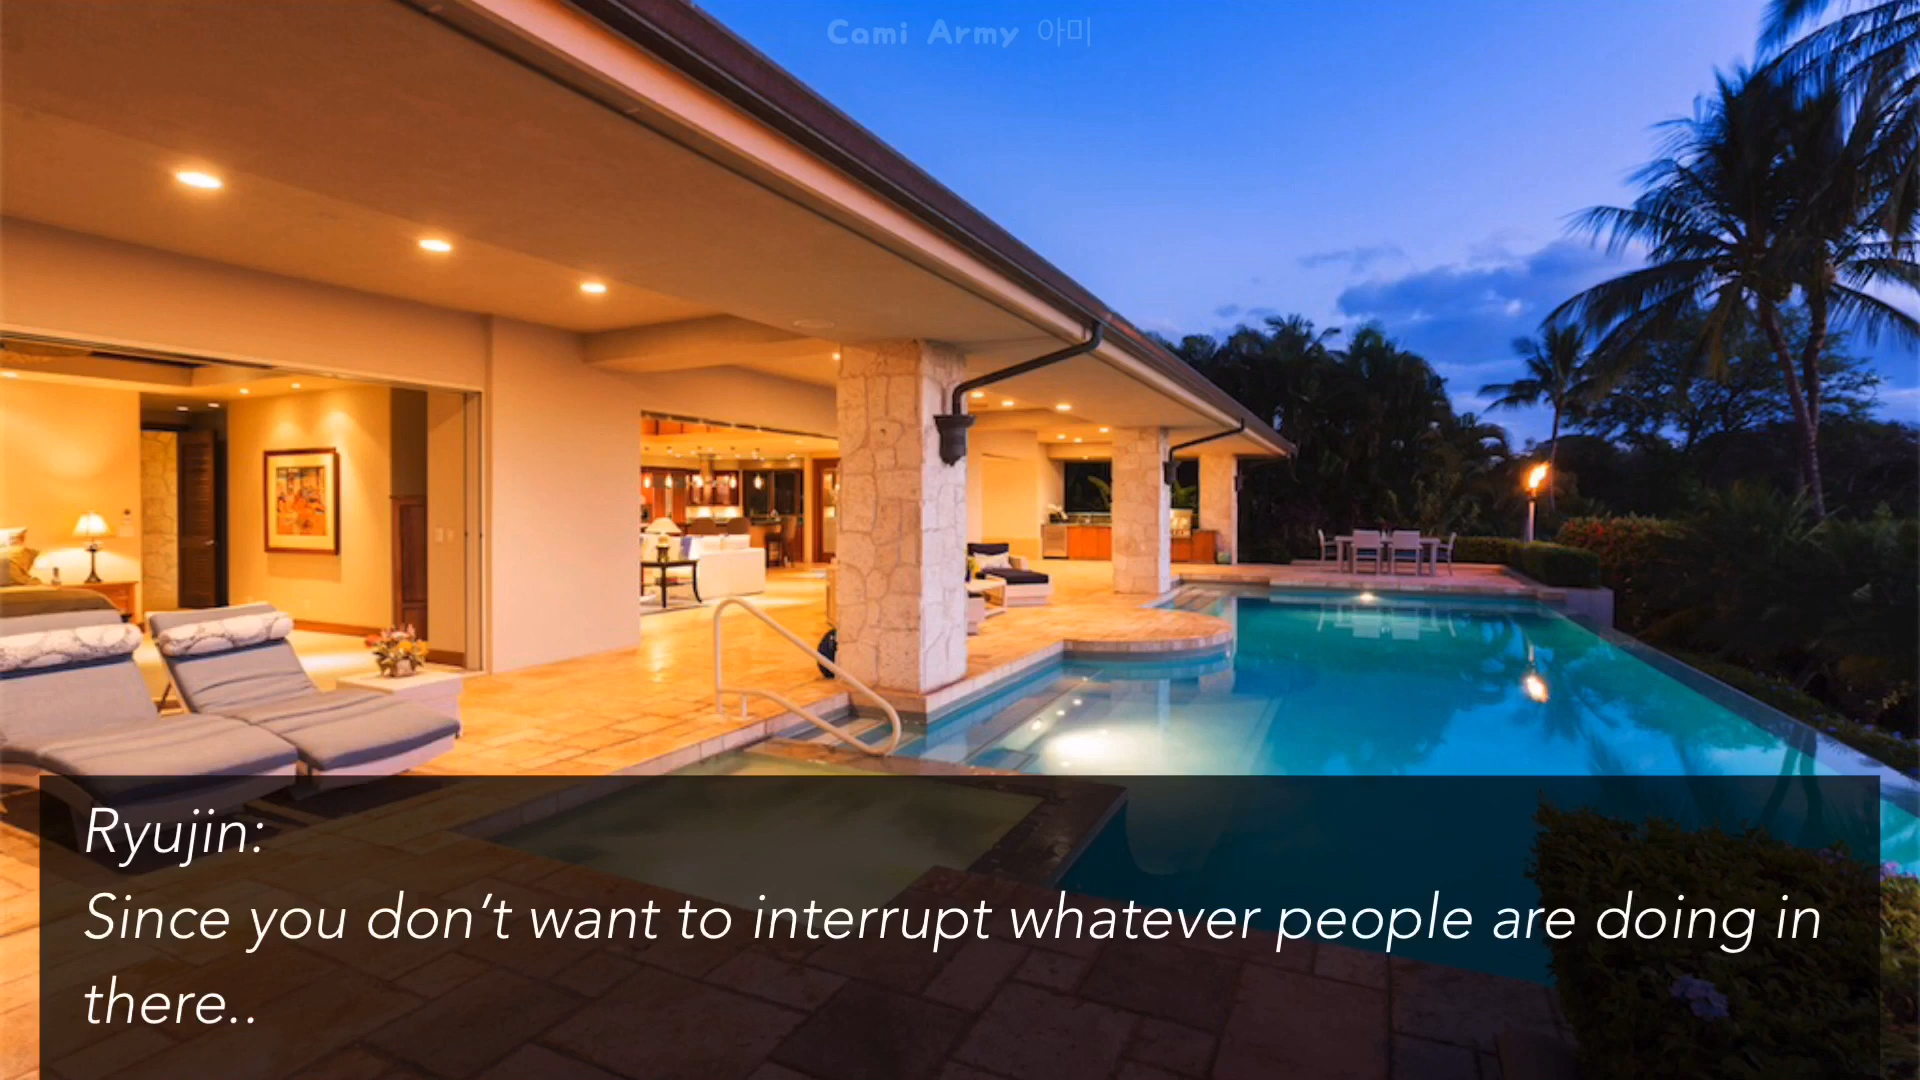 Cami Army 아미
Ryujin:
Since you don't want to interrupt whatever people are doing in
there..